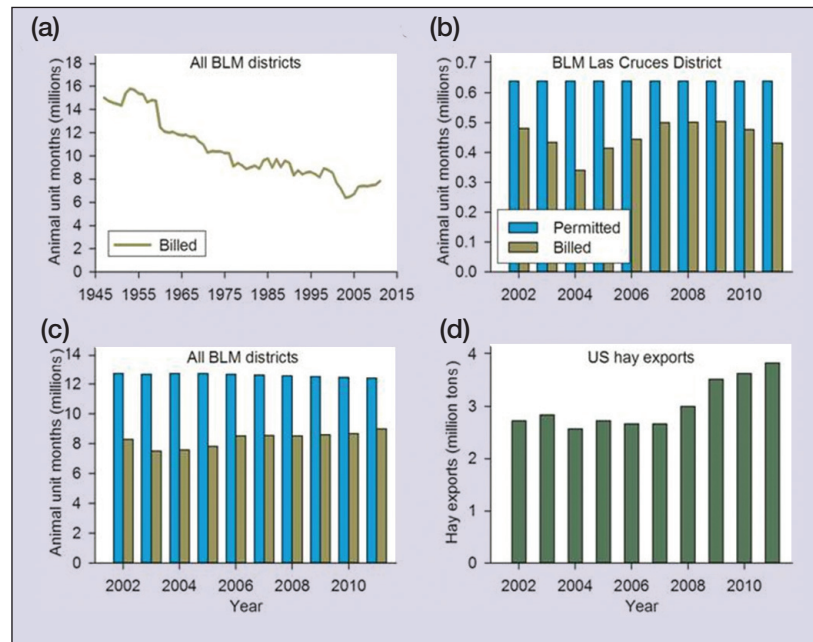 (a)
All BLM districts
Animal unit months (millions)
18
16
14
12
10
8
6
4
2
0
Billed
1945 1955 1965 1975 1985 1995 2005 2015
(b)
BLM Las Cruces District
Animal unit months (millions)
0.7
0.6
0.5
0.4
0.3
0.2
0.1
0.0
Permitted
Billed
2002 2004 2006 2008 2010
(c)
All BLM districts
Animal unit months (millions)
14
12
10
8
6
4
2
0
2002 2004 2006 2008 2010
Year
(d)
US hay exports
Hay exports (million tons)
4
3
2
1
0
2002 2004 2006 2008 2010
Year